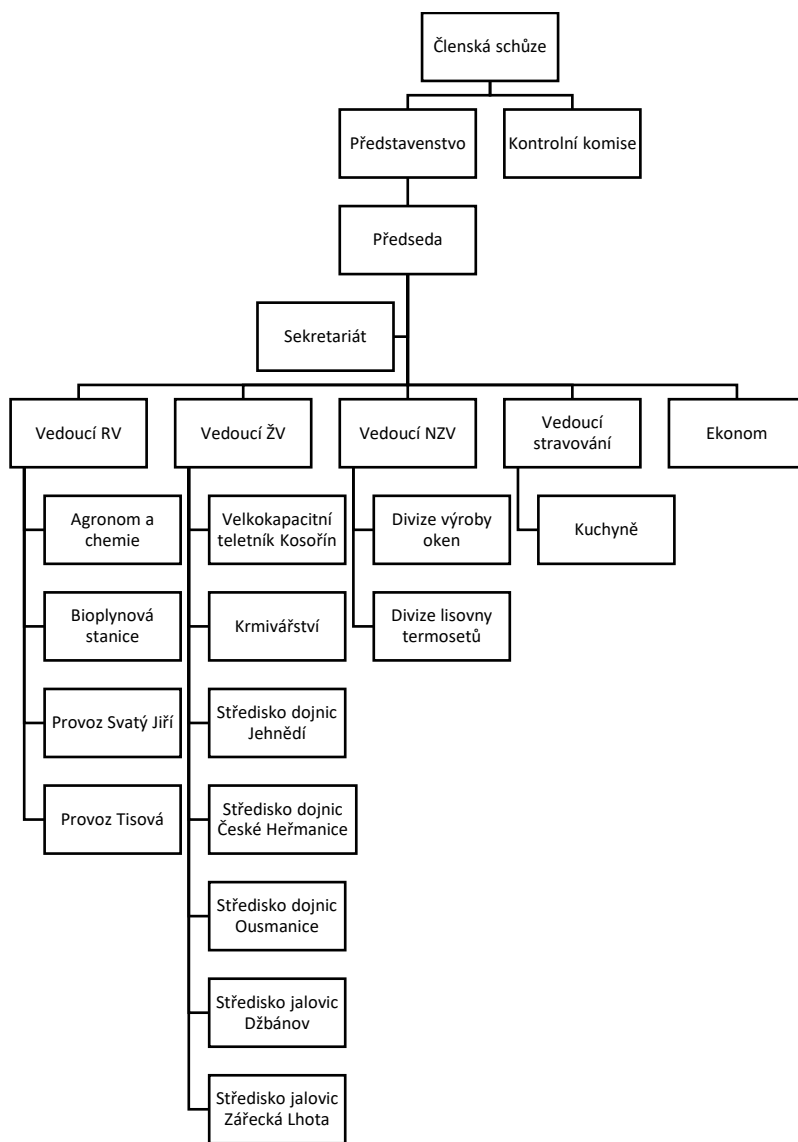 Členská schůze
Představenstvo
Kontrolní komise
Předseda
Sekretariát
Vedoucí RV
Vedoucí ŽV
Vedoucí NZV
Vedoucí
stravování
Ekonom
Agronom a
chemie
Bioplynová
stanice
Provoz Svatý Jiří
Provoz Tisová
Velkokapacitní
teletník Kosořín
Krmivářství
Středisko dojnic
Jehnědí
Středisko dojnic
České Heřmanice
Středisko dojnic
Ousmanice
Středisko jalovic
Džbánov
Středisko jalovic
Zářecká Lhota
Divize výroby
oken
Divize lisovny
termosetů
Kuchyně